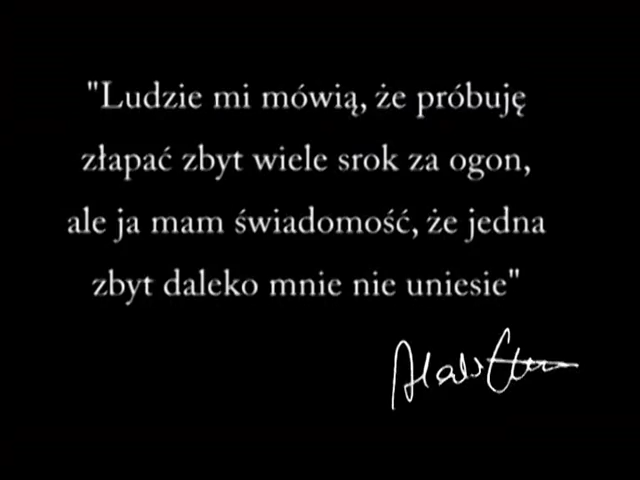 "Ludzie mi mówią, że próbuję
złapać zbyt wiele srok za ogon,
ale ja mam świadomość, że jedna
zbyt daleko mnie nie uniesie"